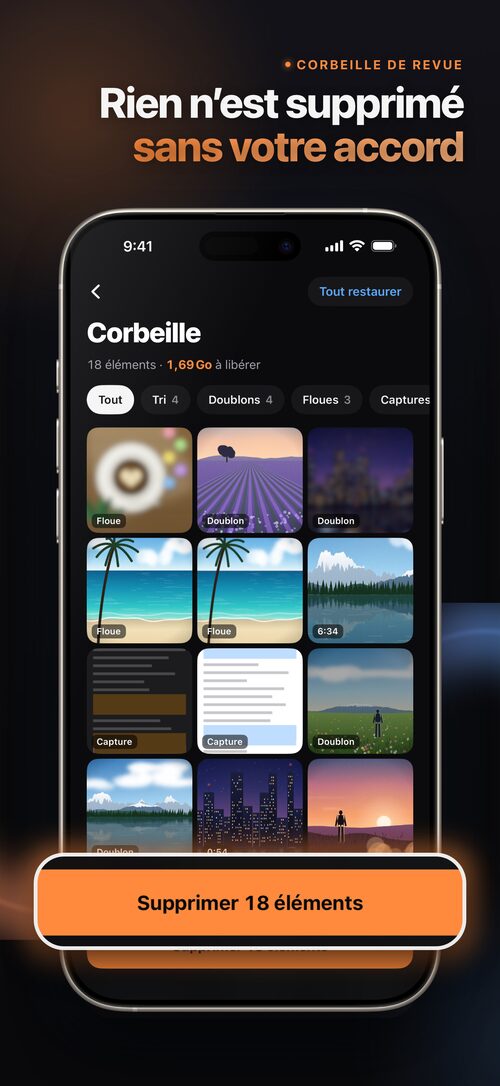 CORBEILLE DE REVUE
Rien n’est supprimé
sans votre accord
9:41
Tout restaurer
Corbeille
18 éléments · 1,69 Go à libérer
Tout
Tri 4
Doublons 4
Floues 3
Captures
Floue
Doublon
Doublon
Floue
Floue
6:34
Capture
Capture
Doublon
Doublon
0:54
Supprimer 18 éléments